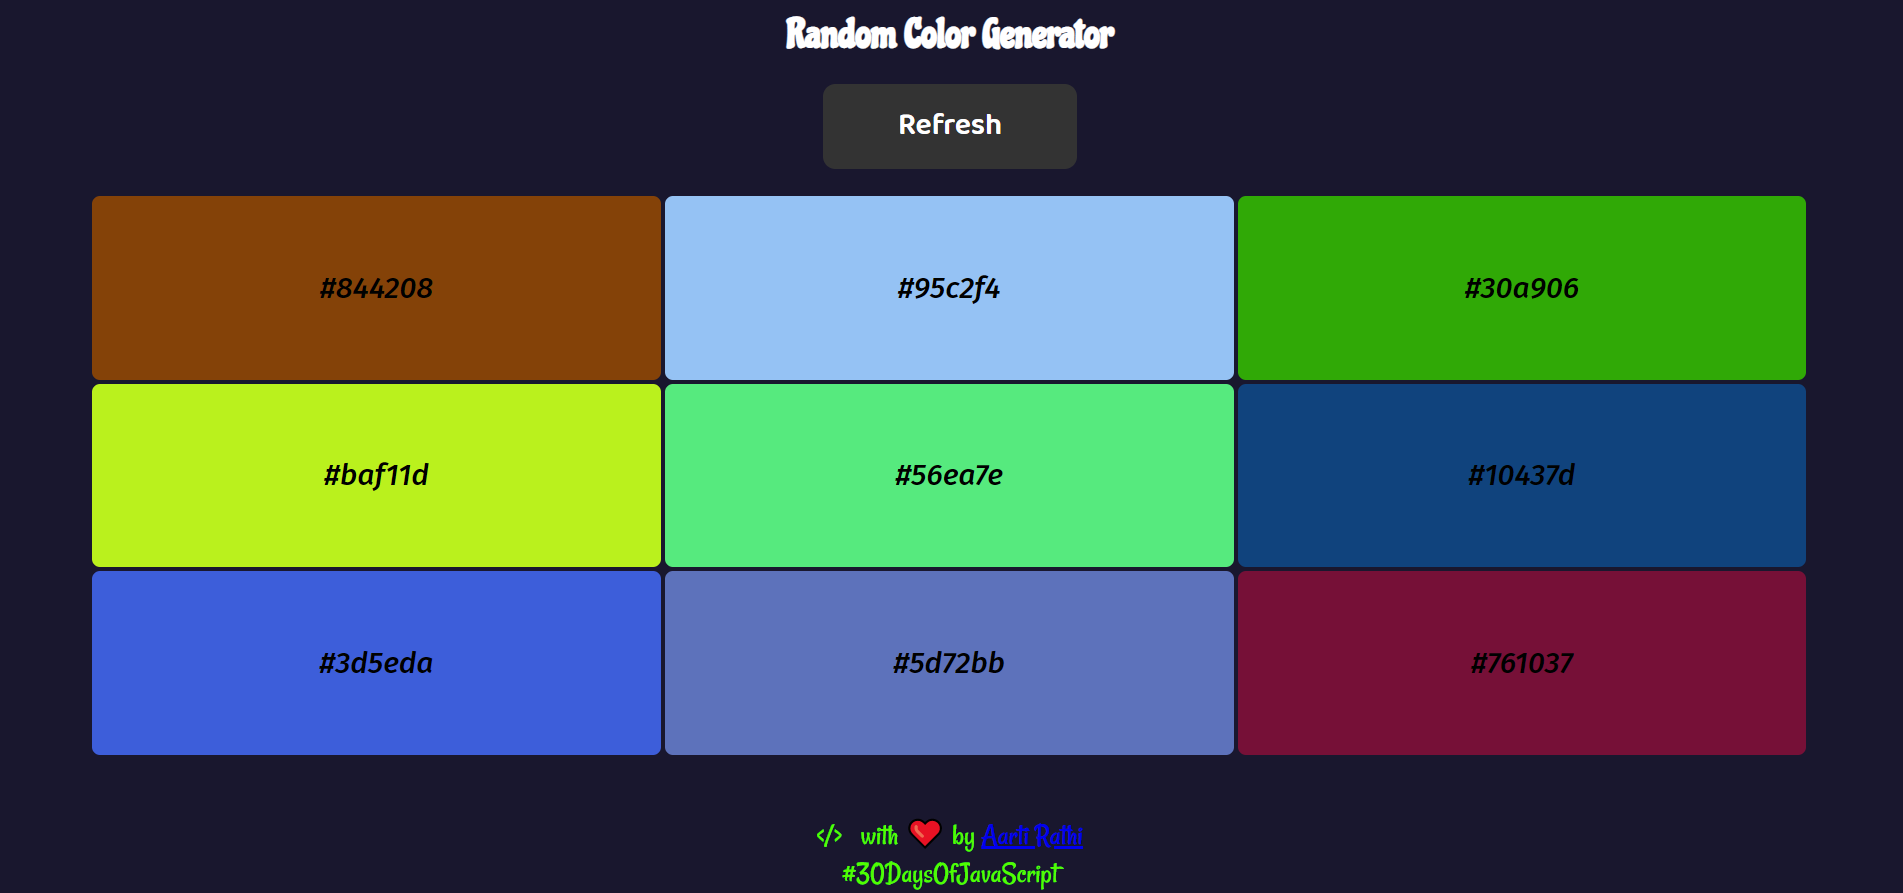 Random Color Generator
Refresh
#844208
#95c2f4
#30a906
#baf11d
#56ea7e
#10437d
#3d5eda
#5d72bb
#761037
</> with ❤️ by Aarti Rathi
#30DaysOfJavaScript